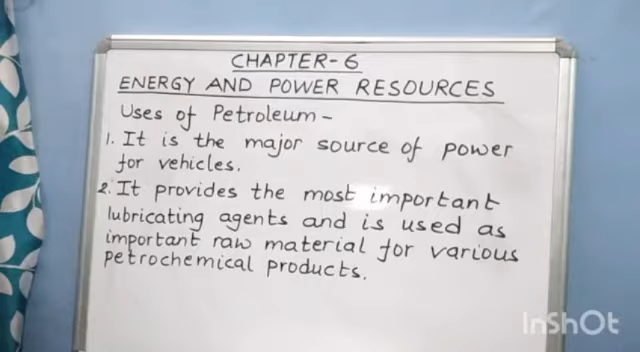 CHAPTER-6
ENERGY AND POWER RESOURCES
Uses of Petroleum -
1. It is the major source of power
for vehicles.
2. It provides the most important
lubricating agents and is used as
important raw material for various
petrochemical products.
InShOt